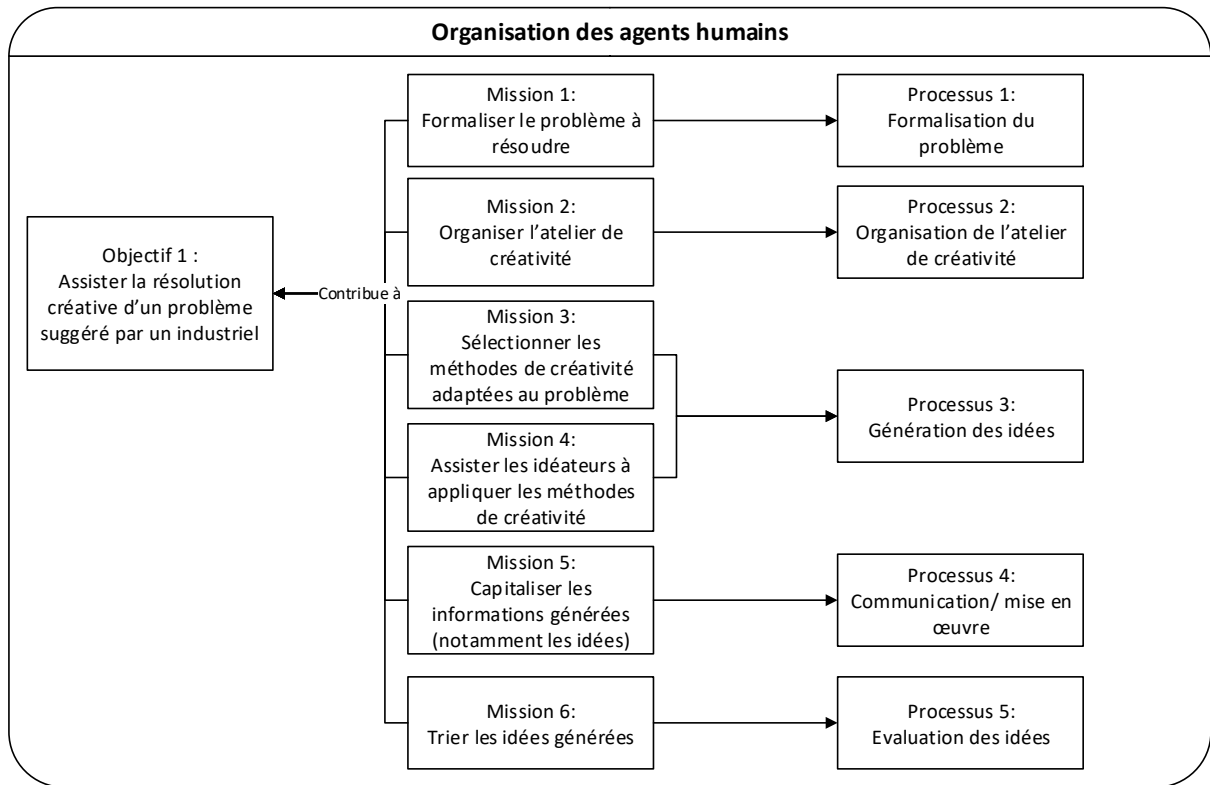 Organisation des agents humains
Mission 1:
Formaliser le problème à
résoudre
Processus 1:
Formalisation du
problème
Mission 2:
Organiser l’atelier de
créativité
Processus 2:
Organisation de l’atelier
de créativité
Objectif 1 :
Assister la résolution
créative d’un problème
suggéré par un industriel
Contribue à
Mission 3:
Sélectionner les
méthodes de créativité
adaptées au problème
Mission 4:
Assister les idéateurs à
appliquer les méthodes
de créativité
Processus 3:
Génération des idées
Mission 5:
Capitaliser les
informations générées
(notamment les idées)
Processus 4:
Communication/ mise en
œuvre
Mission 6:
Trier les idées générées
Processus 5:
Evaluation des idées